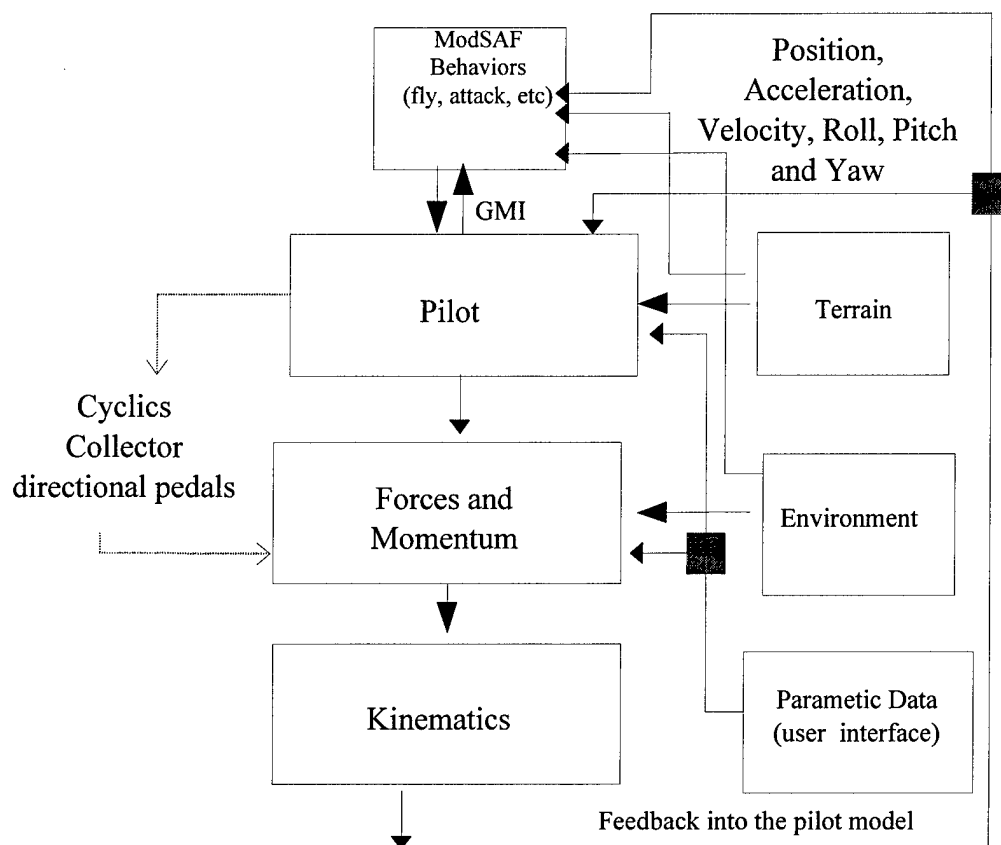 ModSAF
Behaviors
(fly, attack, etc)
Position,
Acceleration,
Velocity, Roll, Pitch
and Yaw
GMI
Pilot
Terrain
Cyclics
Collector
directional pedals
Forces and
Momentum
Environment
Kinematics
Parametic Data
(user interface)
Feedback into the pilot model